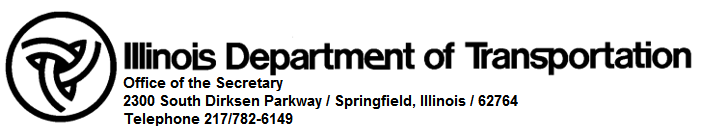 Illinois Department of Transportation
Office of the Secretary
2300 South Dirksen Parkway / Springfield, Illinois / 62764
Telephone 217/782-6149